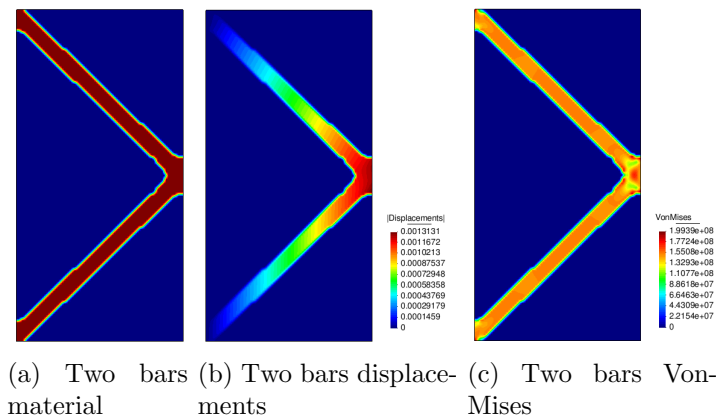 |Displacements|
0.0013131
0.0011672
0.0010213
0.00087537
0.00072948
0.00058358
0.00043769
0.00029179
0.0001459
0
VonMises
1.9939e+08
1.7724e+08
1.5508e+08
1.3293e+08
1.1077e+08
8.8618e+07
6.6463e+07
4.4309e+07
2.2154e+07
0
(a) Two bars
material
(b) Two bars displace-
ments
(c) Two bars Von-
Mises